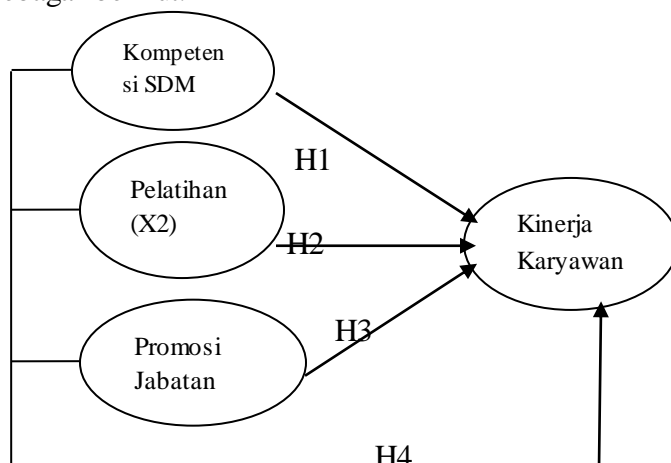 Kompeten
si SDM
H1
Pelatihan
(X2)
H2
Kinerja
Karyawan
H3
Promosi
Jabatan
H4